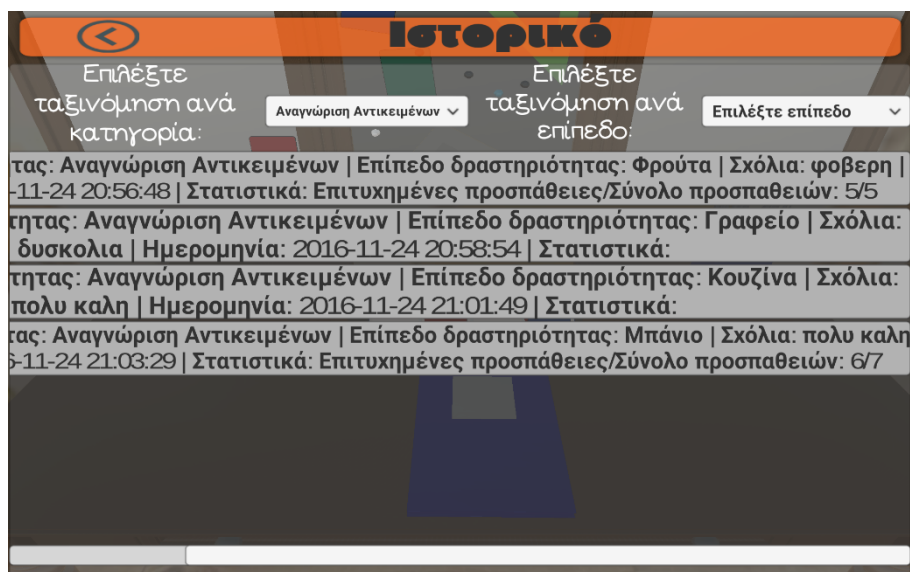 Ιστορικό
Επιλέξτε
ταξινόμηση ανά
κατηγορία:
Αναγνώριση Αντικειμένων
Επιλέξτε
ταξινόμηση ανά
επίπεδο:
Επιλέξτε επίπεδο
τας: Αναγνώριση Αντικειμένων | Επίπεδο δραστηριότητας: Φρούτα | Σχόλια: φοβερη |
-11-24 20:56:48 | Στατιστικά: Επιτυχημένες προσπάθειες/Σύνολο προσπαθειών: 5/5
τητας: Αναγνώριση Αντικειμένων | Επίπεδο δραστηριότητας: Γραφείο | Σχόλια:
δυσκολια | Ημερομηνία: 2016-11-24 20:58:54 | Στατιστικά:
τητας: Αναγνώριση Αντικειμένων | Επίπεδο δραστηριότητας: Κουζίνα | Σχόλια:
πολυ καλη | Ημερομηνία: 2016-11-24 21:01:49 | Στατιστικά:
τας: Αναγνώριση Αντικειμένων | Επίπεδο δραστηριότητας: Μπάνιο | Σχόλια: πολυ καλη
6-11-24 21:03:29 | Στατιστικά: Επιτυχημένες προσπάθειες/Σύνολο προσπαθειών: 6/7